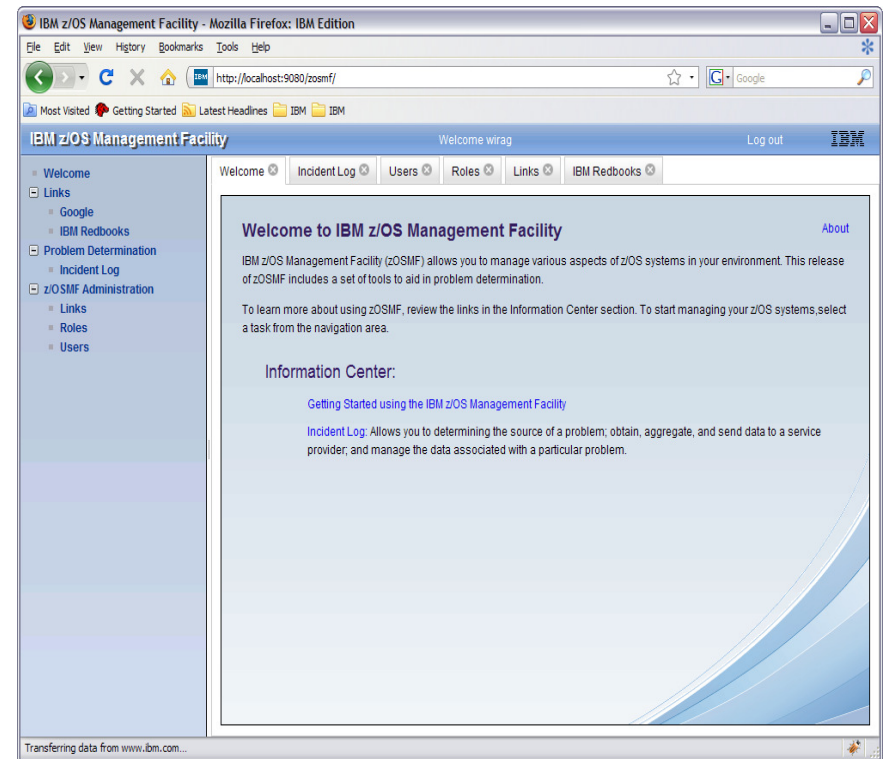 IBM z/OS Management Facility - Mozilla Firefox: IBM Edition
File Edit View History Bookmarks Tools Help
IBM http://localhost:9080/zosmf/ G Google
Most Visited Getting Started Latest Headlines IBM IBM
IBM z/OS Management Facility Welcome wirag Log out IBM
Welcome
Links
Google
IBM Redbooks
Problem Determination
Incident Log
z/OSMF Administration
Links
Roles
Users
Welcome Incident Log Users Roles Links IBM Redbooks
Welcome to IBM z/OS Management Facility About
IBM z/OS Management Facility (zOSMF) allows you to manage various aspects of z/OS systems in your environment. This release
of zOSMF includes a set of tools to aid in problem determination.
To learn more about using zOSMF, review the links in the Information Center section. To start managing your z/OS systems,select
a task from the navigation area.
Information Center:
Getting Started using the IBM z/OS Management Facility
Incident Log: Allows you to determining the source of a problem; obtain, aggregate, and send data to a service
provider; and manage the data associated with a particular problem.
Transferring data from www.ibm.com...